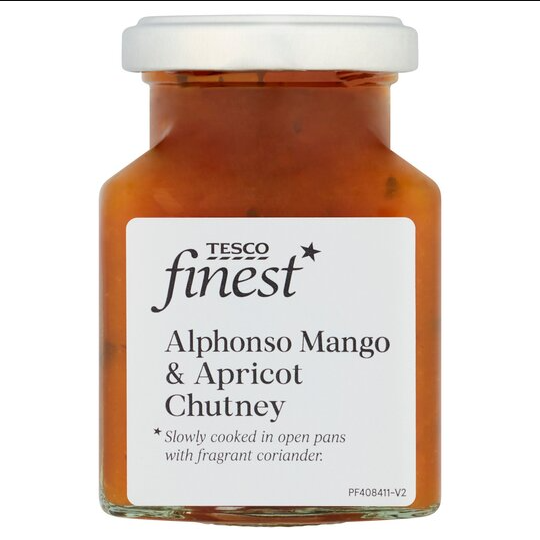 TESCO
finest*
Alphonso Mango
& Apricot
Chutney
*Slowly cooked in open pans
with fragrant coriander.
PF408411-V2